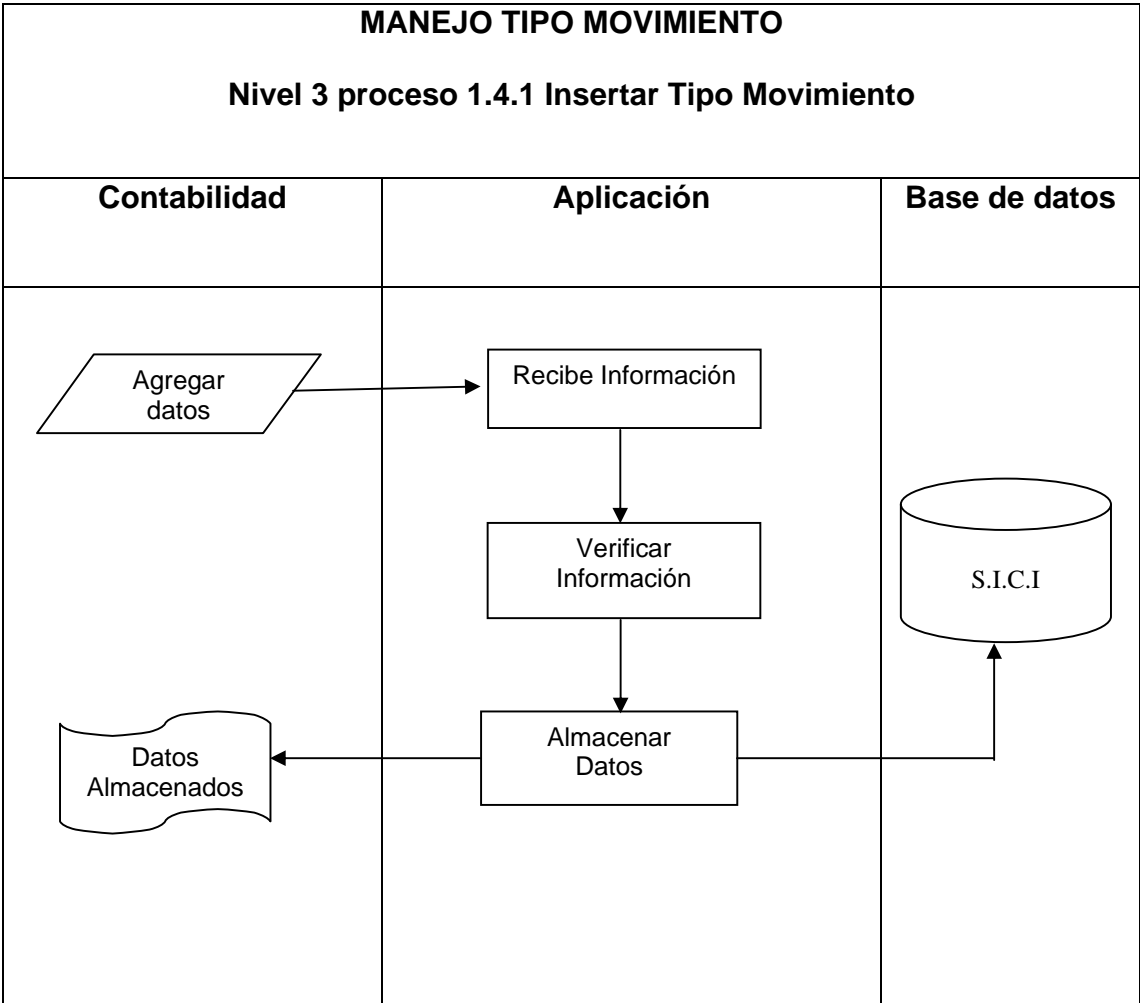 MANEJO TIPO MOVIMIENTO
Nivel 3 proceso 1.4.1 Insertar Tipo Movimiento
Contabilidad
Aplicación
Base de datos
Agregar
datos
Recibe Información
Verificar
Información
S.I.C.I
Almacenar
Datos
Datos
Almacenados